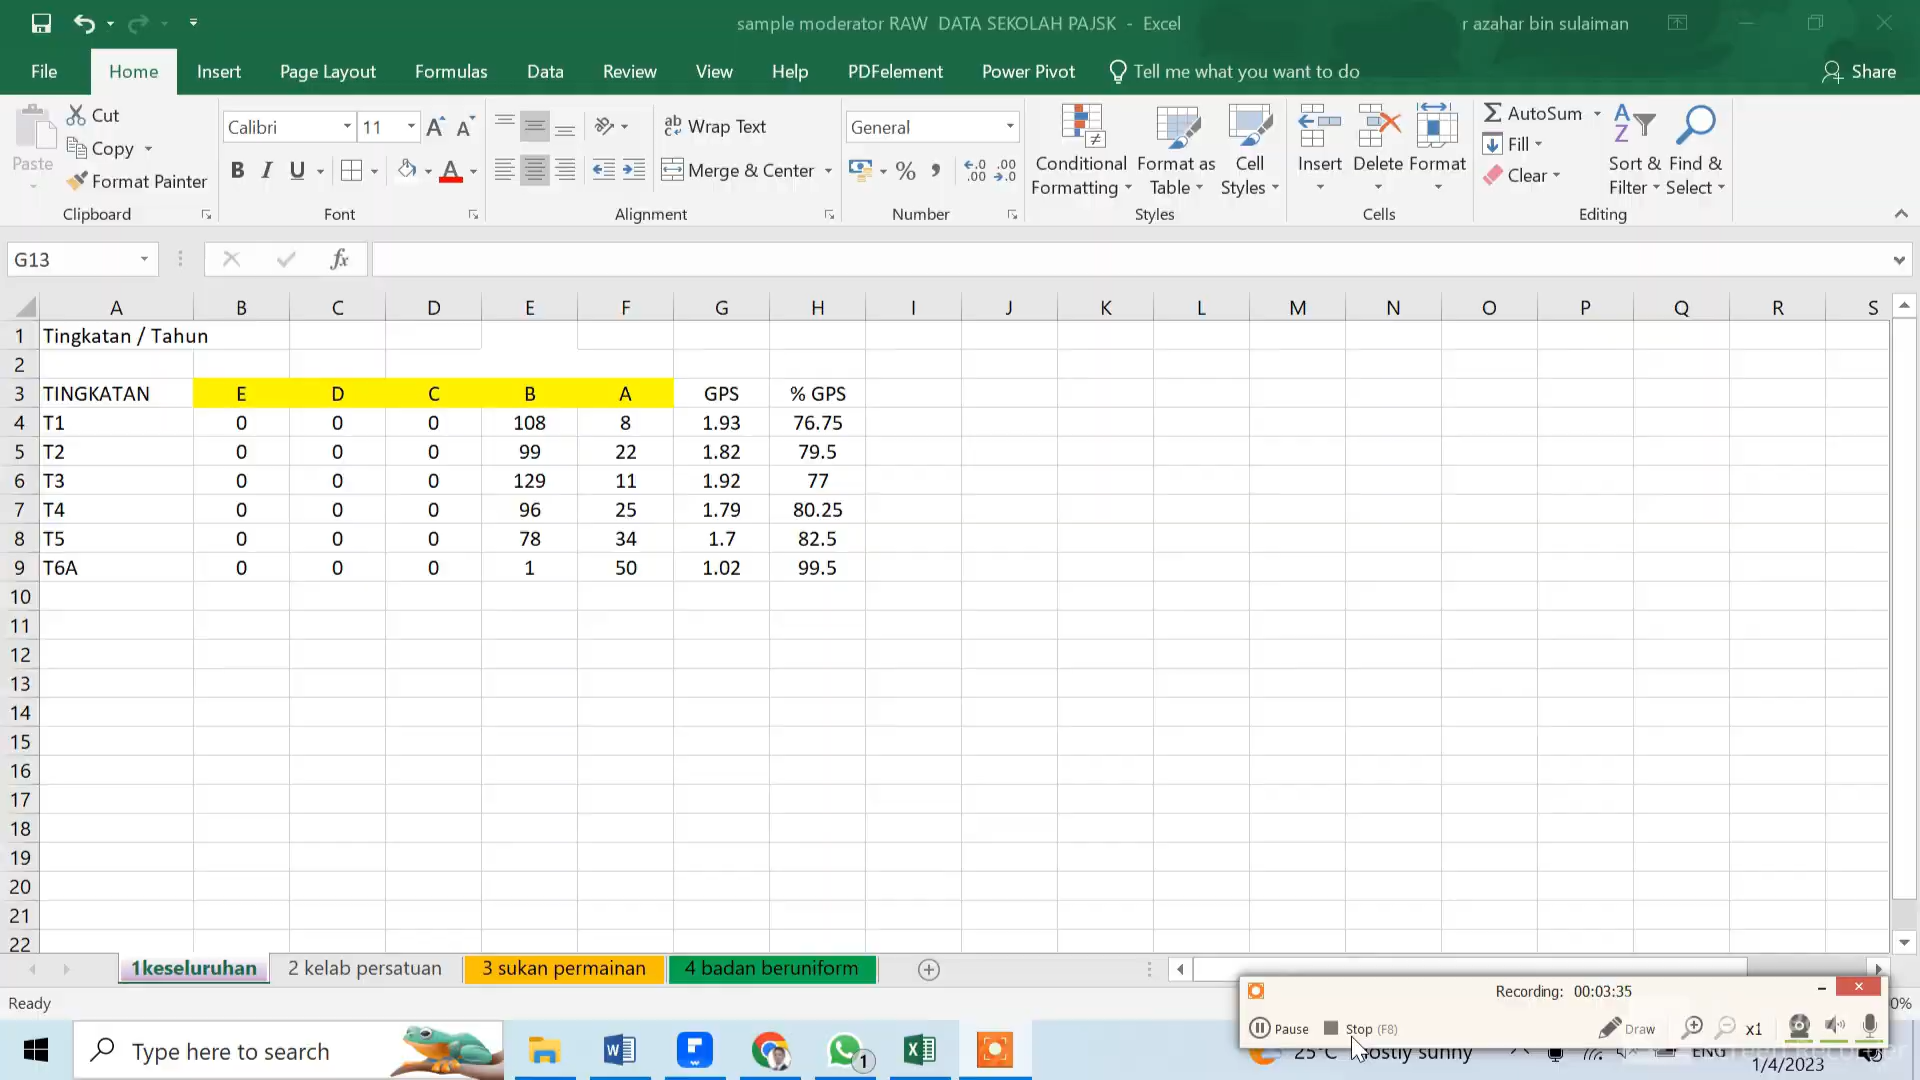 sample moderator RAW DATA SEKOLAH PAJSK - Excel
r azahar bin sulaiman
File Home Insert Page Layout Formulas Data Review View Help PDFelement Power Pivot Tell me what you want to do Share
Paste
Cut
Copy
Format Painter
Clipboard
Calibri 11
B I U
Font
Wrap Text
Merge & Center
Alignment
General
Number
Conditional Formatting
Format as Table
Cell Styles
Styles
Insert
Delete
Format
Cells
AutoSum
Fill
Clear
Sort & Filter
Find & Select
Editing
G13
fx
A B C D E F G H I J K L M N O P Q R S
1 Tingkatan / Tahun
2
3 TINGKATAN E D C B A GPS % GPS
4 T1 0 0 0 108 8 1.93 76.75
5 T2 0 0 0 99 22 1.82 79.5
6 T3 0 0 0 129 11 1.92 77
7 T4 0 0 0 96 25 1.79 80.25
8 T5 0 0 0 78 34 1.7 82.5
9 T6A 0 0 0 1 50 1.02 99.5
10
11
12
13
14
15
16
17
18
19
20
21
22
1keseluruhan 2 kelab persatuan 3 sukan permainan 4 badan beruniform
Ready
Recording: 00:03:35
0%
Pause Stop (F8) Draw x1
Type here to search
1
25°C sunny ENG
1/4/2023